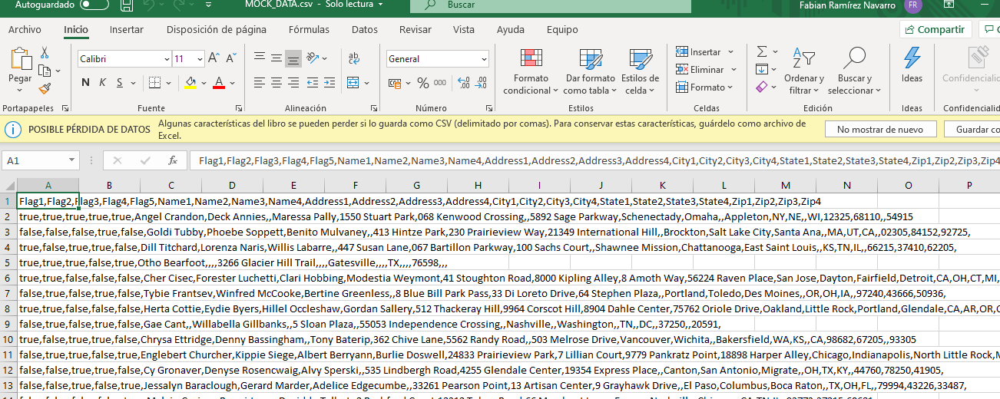 Autoguardado MOCK_DATA.csv - Solo lectura Buscar Fabian Ramírez Navarro FR
Archivo Inicio Insertar Disposición de página Fórmulas Datos Revisar Vista Ayuda Equipo Compartir
Pegar Calibri 11 General Insertar
N K S Formato condicional Dar formato como tabla Estilos de celda Eliminar Ordenar y filtrar Buscar y seleccionar Ideas Confidencialid
% 000 Formato
Portapapeles Fuente Alineación Número Estilos Celdas Edición Ideas Confidencialid
POSIBLE PÉRDIDA DE DATOS Algunas características del libro se pueden perder si lo guarda como CSV (delimitado por comas). Para conservar estas características, guárdelo como archivo de
Excel. No mostrar de nuevo Guardar co
A1 fx Flag1,Flag2,Flag3,Flag4,Flag5,Name1,Name2,Name3,Name4,Address1,Address2,Address3,Address4,City1,City2,City3,City4,State1,State2,State3,State4,Zip1,Zip2,Zip3,Zip4
A B C D E F G H I J K L M N O P
1 Flag1,Flag2,Flag3,Flag4,Flag5,Name1,Name2,Name3,Name4,Address1,Address2,Address3,Address4,City1,City2,City3,City4,State1,State2,State3,State4,Zip1,Zip2,Zip3,Zip4
2 true,true,true,true,true,Angel Crandon,Deck Annies,,Maressa Pally,1550 Stuart Park,068 Kenwood Crossing,,5892 Sage Parkway,Schenectady,Omaha,,Appleton,NY,NE,,WI,12325,68110,,54915
3 false,false,false,true,false,Goldi Tubby,Phoebe Soppett,Benito Mulvaney,,413 Hintze Park,230 Prairieview Way,21349 International Hill,,Brockton,Salt Lake City,Santa Ana,,MA,UT,CA,,02305,84152,92725,
4 true,false,true,true,false,Dill Titchard,Lorenza Naris,Willis Labarre,,447 Susan Lane,067 Bartillon Parkway,100 Sachs Court,,Shawnee Mission,Chattanooga,East Saint Louis,,KS,TN,IL,,66215,37410,62205,
5 true,true,true,false,true,Otho Bearfoot,,,,3266 Glacier Hill Trail,,,,Gatesville,,,,TX,,,,76598,,,
6 true,true,false,false,false,Cher Cisec,Forester Luchetti,Clari Hobbing,Modestia Weymont,41 Stoughton Road,8000 Kipling Alley,8 Amoth Way,56224 Raven Place,San Jose,Dayton,Fairfield,Detroit,CA,OH,CT,MI,
7 false,true,true,false,true,Tybie Frantsev,Winfred McCooke,Bertine Greenless,,8 Blue Bill Park Pass,33 Di Loreto Drive,64 Stephen Plaza,,Portland,Toledo,Des Moines,,OR,OH,IA,,97240,43666,50936,
8 true,true,false,false,false,Herta Cottie,Eydie Byers,Hillel Occleshaw,Gordan Sallery,512 Thackeray Hill,9964 Corscot Hill,8904 Dahle Center,75762 Oriole Drive,Oakland,Little Rock,Portland,Glendale,CA,AR,OR,C
9 false,true,false,true,false,Gae Cant,,Willabella Gillbanks,,5 Sloan Plaza,,55053 Independence Crossing,,Nashville,,Washington,,TN,,DC,,37250,,20591,
10 true,false,true,true,false,Chrysa Ettridge,Denny Bassingham,,Tony Baterip,362 Chive Lane,5562 Randy Road,,503 Melrose Drive,Vancouver,Wichita,,Bakersfield,WA,KS,,CA,98682,67205,,93305
11 false,true,true,false,true,Englebert Churcher,Kippie Siege,Albert Berryann,Burlie Doswell,24833 Prairieview Park,7 Lillian Court,9779 Pankratz Point,18898 Harper Alley,Chicago,Indianapolis,North Little Rock,M
12 false,true,false,true,false,Cy Gronaver,Denyse Rosencwaig,Alvy Sperski,,535 Lindbergh Road,4255 Glendale Center,19354 Express Place,,Canton,San Antonio,Migrate,,OH,TX,KY,,44760,78250,41905,
13 false,true,true,false,true,Jessalyn Baraclough,Gerard Marder,Adelice Edgecumbe,,33261 Pearson Point,13 Artisan Center,9 Grayhawk Drive,,El Paso,Columbus,Boca Raton,,TX,OH,FL,,79994,43226,33487,